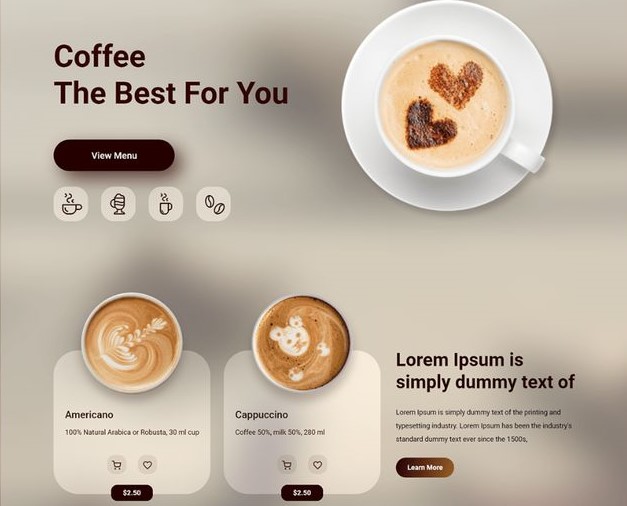 Coffee
The Best For You
View Menu
Americano
100% Natural Arabica or Robusta, 30 ml cup
$2.50
Cappuccino
Coffee 50%, milk 50%, 280 ml
$2.50
Lorem Ipsum is
simply dummy text of
Lorem Ipsum is simply dummy text of the printing and
typesetting industry. Lorem Ipsum has been the industry's
standard dummy text ever since the 1500s,
Learn More